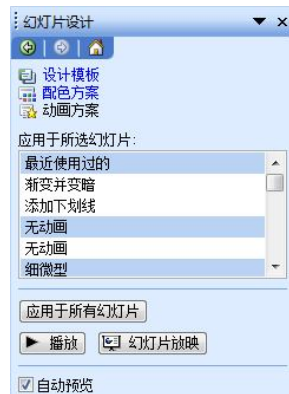 幻灯片设计
设计模板
配色方案
动画方案
应用于所选幻灯片:
最近使用过的
渐变并变暗
添加下划线
无动画
无动画
细微型
应用于所有幻灯片
播放 幻灯片放映
自动预览